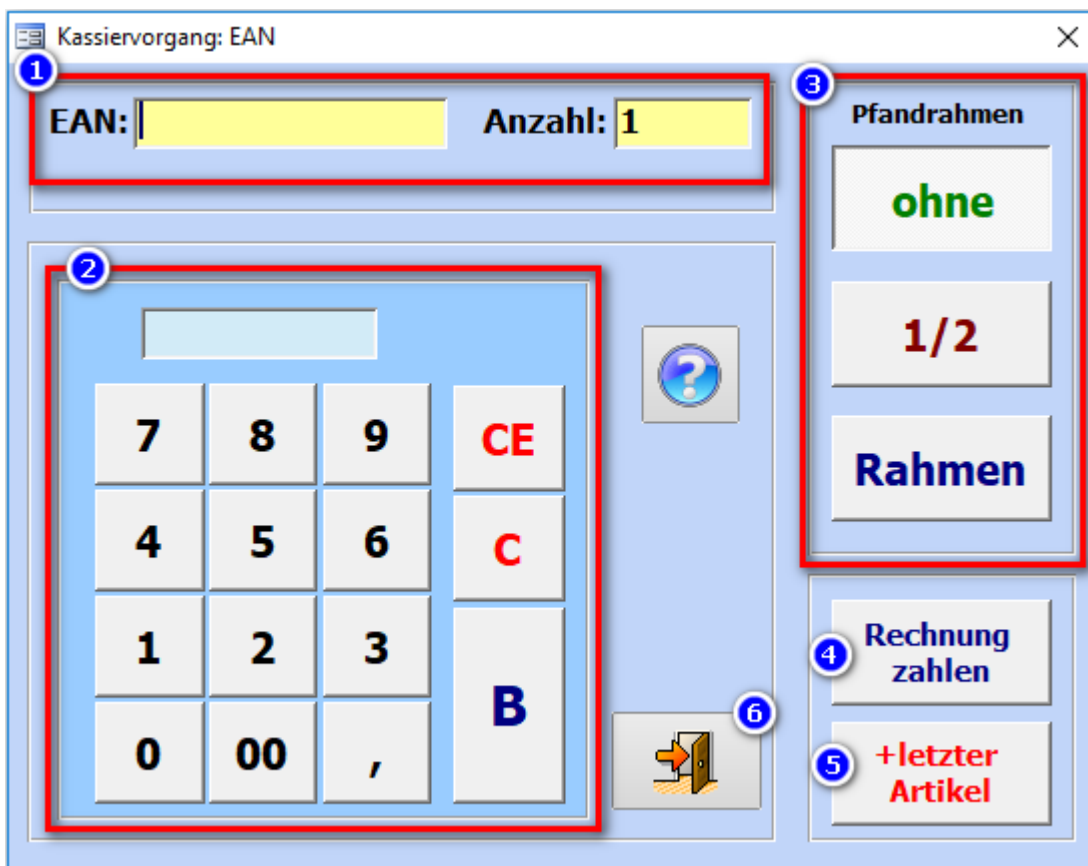 Kassiervorgang: EAN
1
EAN: Anzahl: 1
2
7 8 9 CE
4 5 6 C
1 2 3 B
0 00 ,
?
6
3
Pfandrahmen
ohne
1/2
Rahmen
4
Rechnung
zahlen
5
+letzter
Artikel